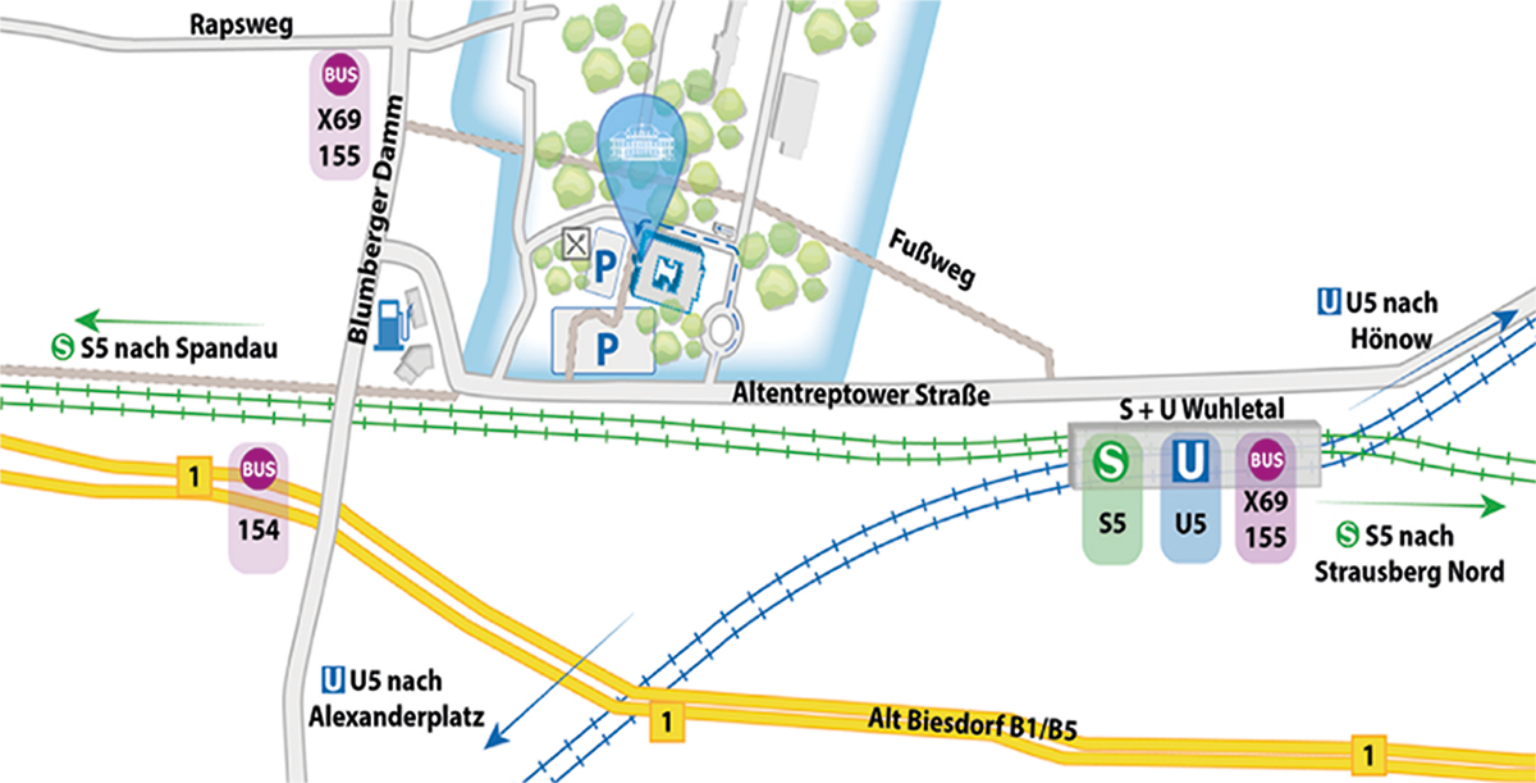 Rapsweg
BUS
X69
155
Blumberger Damm
P
P
Fußweg
S S5 nach Spandau
U U5 nach
Hönow
Altentreptower Straße
S + U Wuhletal
S
U
BUS
S5
U5
X69
155
S S5 nach
Strausberg Nord
1
BUS
154
U U5 nach
Alexanderplatz
1
Alt Biesdorf B1/B5
1